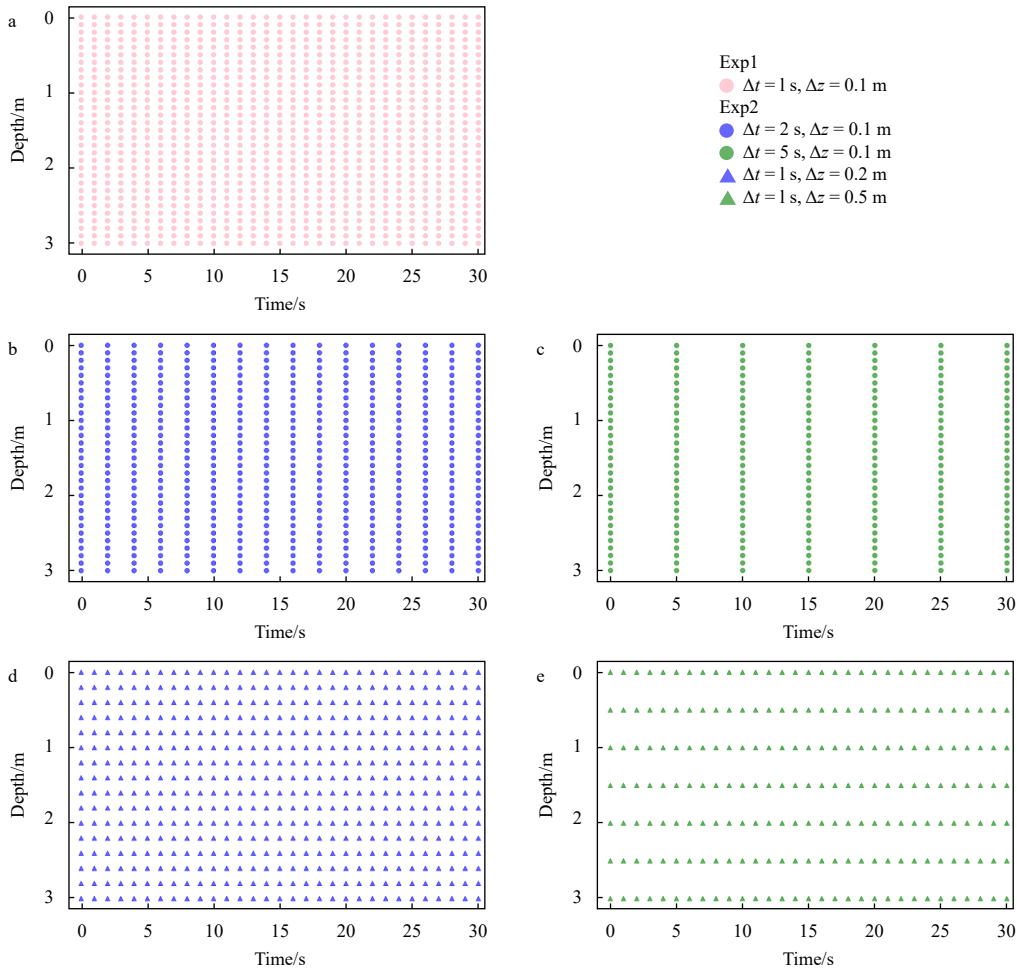 a
0
1
2
3
Depth/m
0 5 10 15 20 25 30
Time/s
Exp1
Δt = 1 s, Δz = 0.1 m
Exp2
Δt = 2 s, Δz = 0.1 m
Δt = 5 s, Δz = 0.1 m
Δt = 1 s, Δz = 0.2 m
Δt = 1 s, Δz = 0.5 m
b
0
1
2
3
Depth/m
0 5 10 15 20 25 30
Time/s
c
0
1
2
3
Depth/m
0 5 10 15 20 25 30
Time/s
d
0
1
2
3
Depth/m
0 5 10 15 20 25 30
Time/s
e
0
1
2
3
Depth/m
0 5 10 15 20 25 30
Time/s